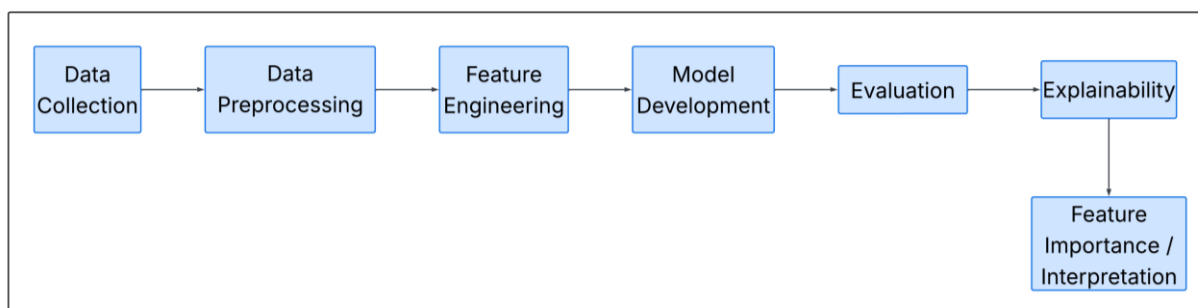 Data
Collection
Data
Preprocessing
Feature
Engineering
Model
Development
Evaluation
Explainability
Feature
Importance /
Interpretation